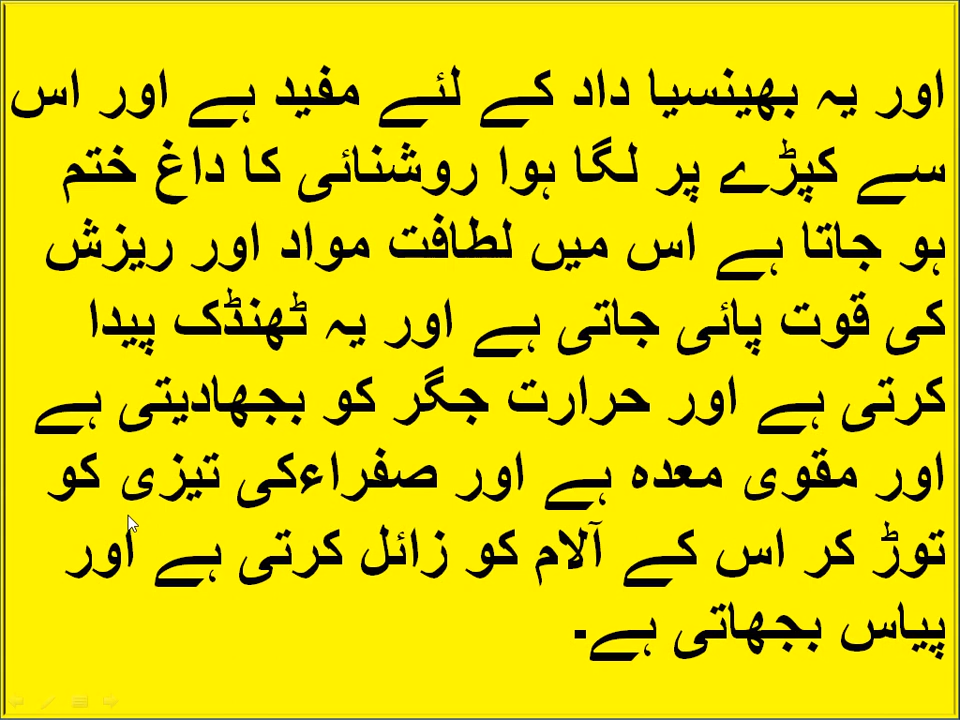 اور یہ بھینسیا داد کے لئے مفید ہے اور اس
سے کپڑے پر لگا ہوا روشنائی کا داغ ختم
ہو جاتا ہے اس میں لطافت مواد اور ریزش
کی قوت پائی جاتی ہے اور یہ ٹھنڈک پیدا
کرتی ہے اور حرارت جگر کو بجھادیتی ہے
اور مقوی معدہ ہے اور صفراءکی تیزی کو
توڑ کر اس کے آلام کو زائل کرتی ہے اور
پیاس بجھاتی ہے۔